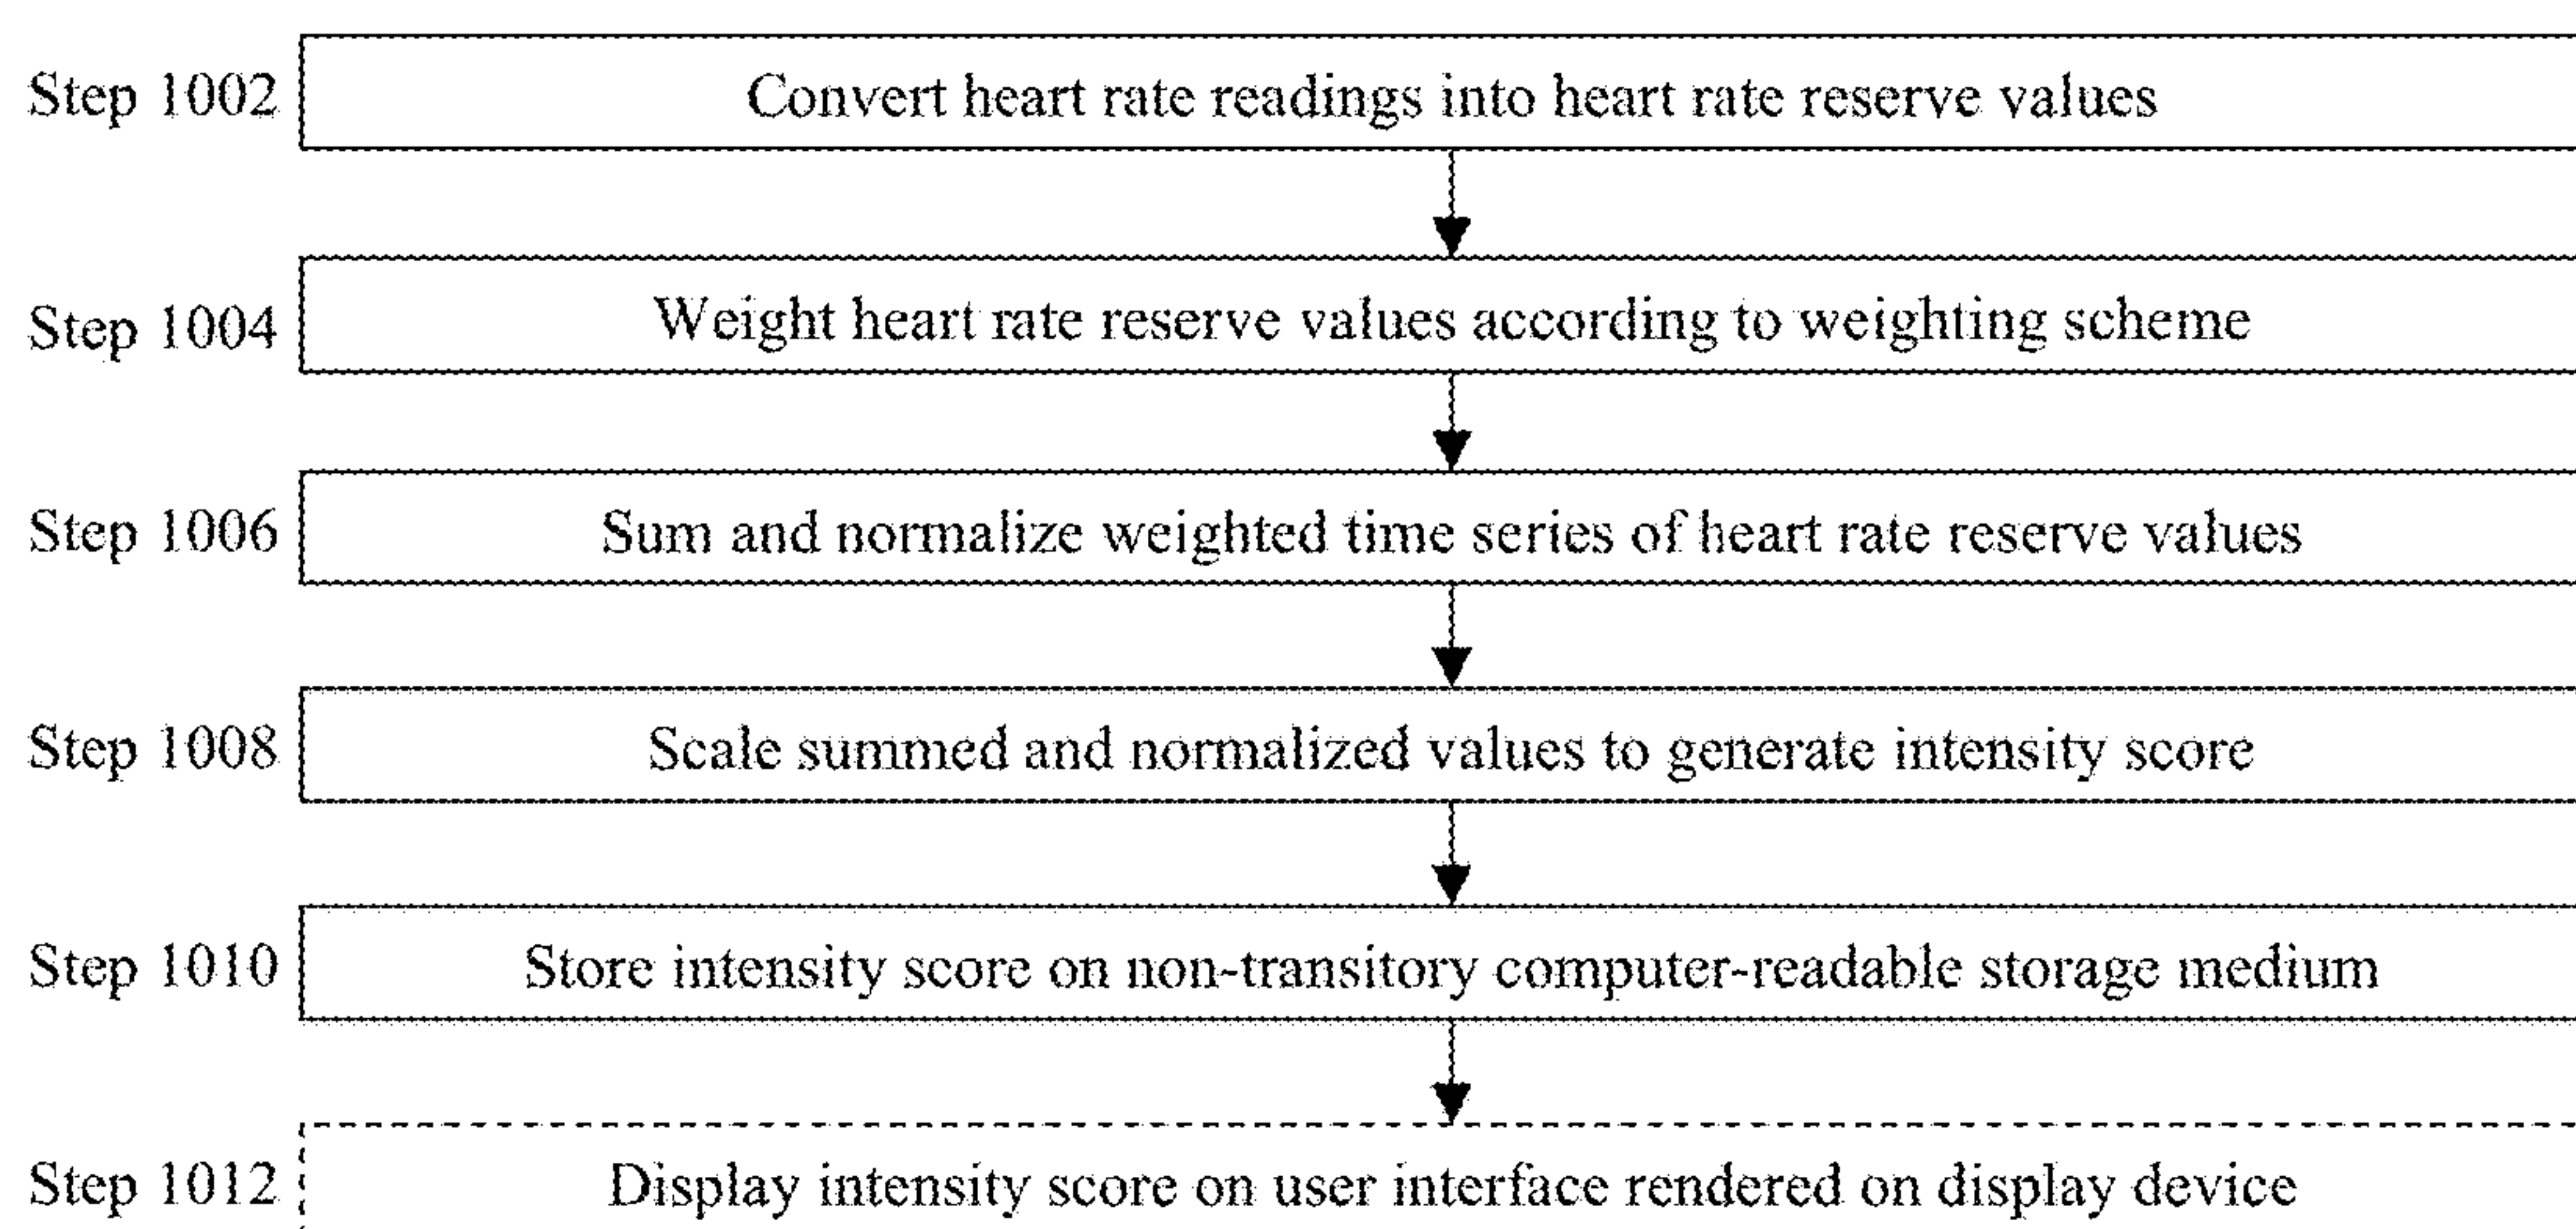 Step 1002 Convert heart rate readings into heart rate reserve values
Step 1004 Weight heart rate reserve values according to weighting scheme
Step 1006 Sum and normalize weighted time series of heart rate reserve values
Step 1008 Scale summed and normalized values to generate intensity score
Step 1010 Store intensity score on non-transitory computer-readable storage medium
Step 1012 Display intensity score on user interface rendered on display device